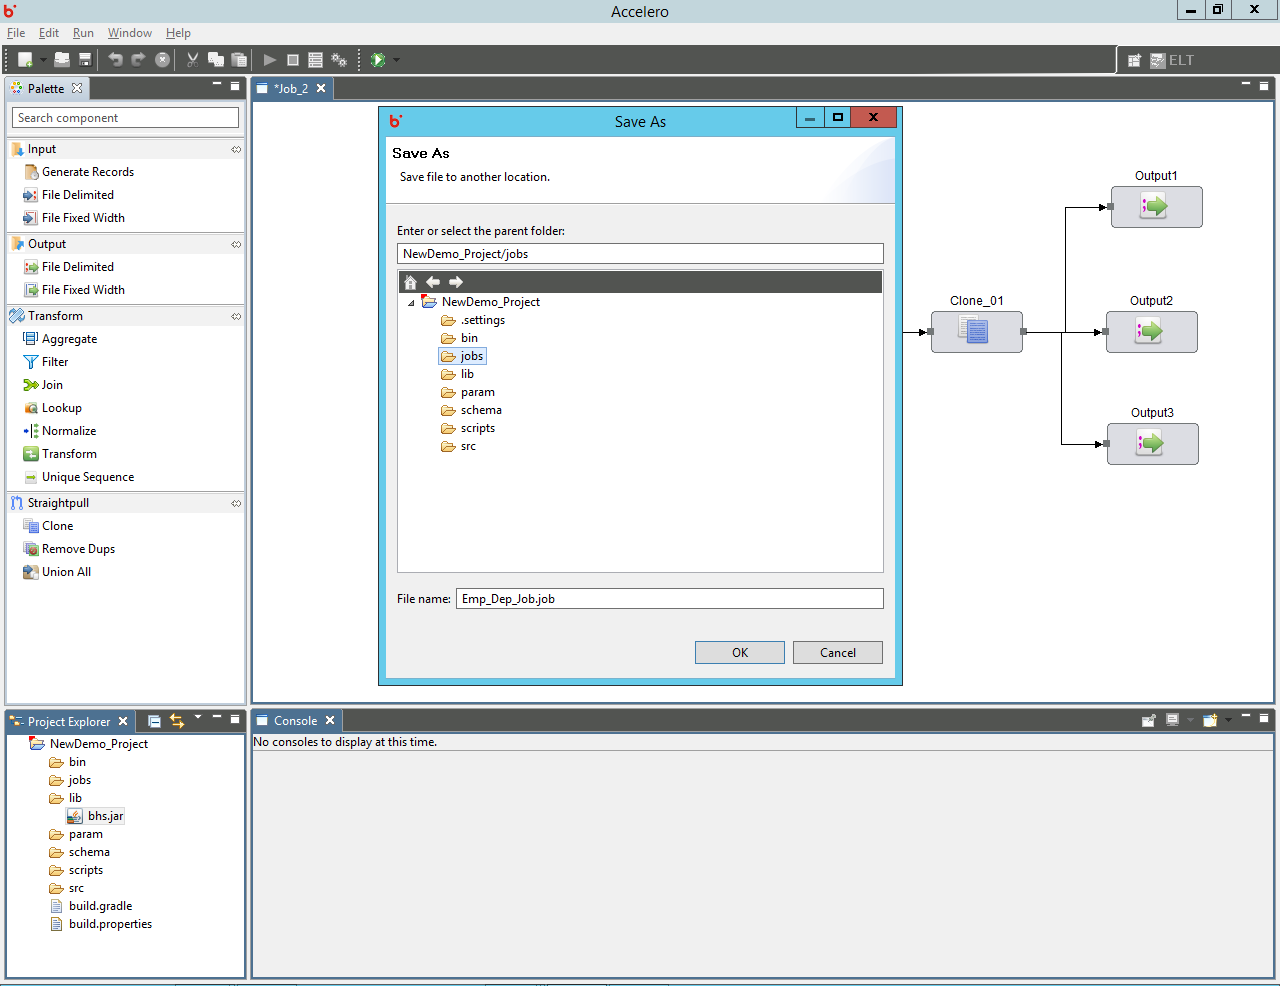 Accelero
File Edit Run Window Help
ELT
Palette
*Job_2
Search component
Input
Generate Records
File Delimited
File Fixed Width
Output
File Delimited
File Fixed Width
Transform
Aggregate
Filter
Join
Lookup
Normalize
Transform
Unique Sequence
Straightpull
Clone
Remove Dups
Union All
Save As
Save As
Save file to another location.
Enter or select the parent folder:
NewDemo_Project/jobs
NewDemo_Project
.settings
bin
jobs
lib
param
schema
scripts
src
File name: Emp_Dep_Job.job
OK Cancel
Clone_01
Output1
Output2
Output3
Project Explorer
NewDemo_Project
bin
jobs
lib
bhs.jar
param
schema
scripts
src
build.gradle
build.properties
Console
No consoles to display at this time.